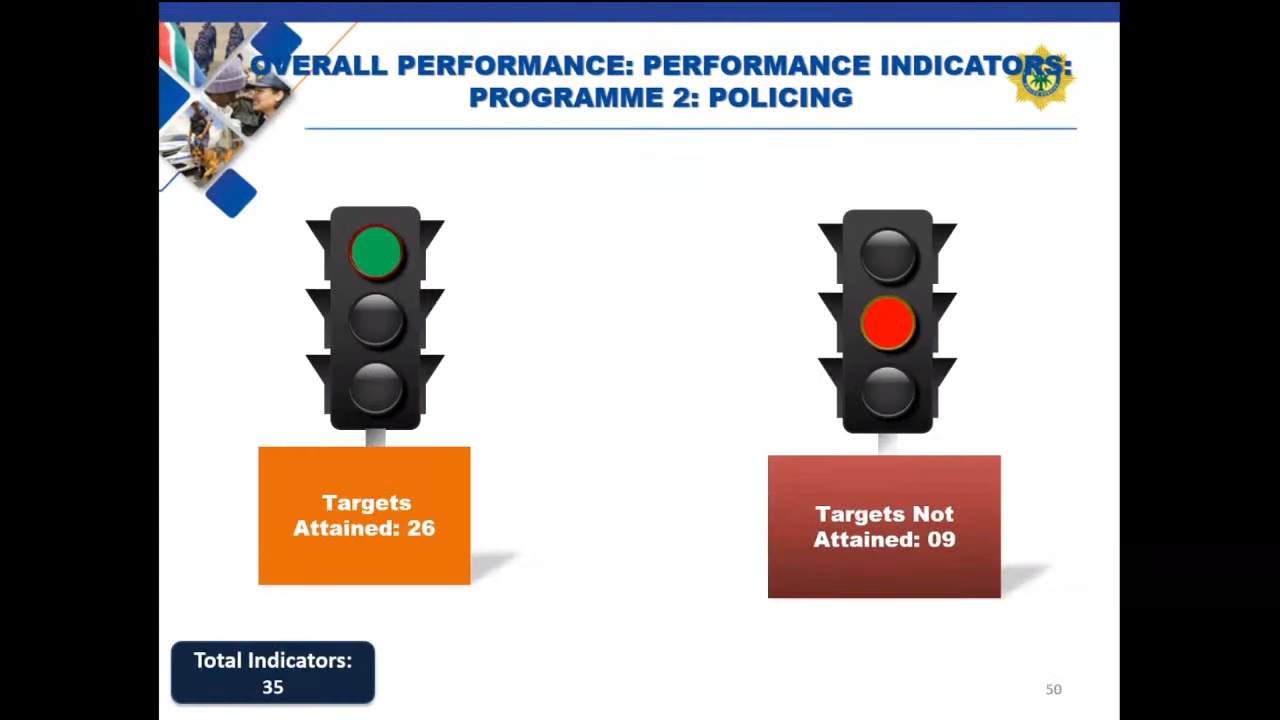 OVERALL PERFORMANCE: PERFORMANCE INDICATORS:
PROGRAMME 2: POLICING
Targets
Attained: 26
Targets Not
Attained: 09
Total Indicators:
35
50